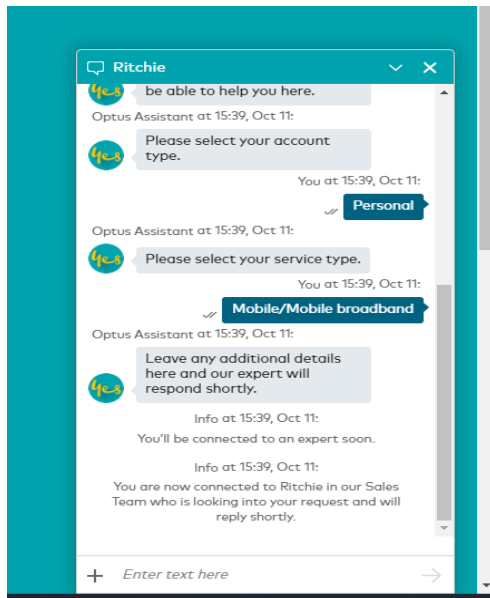 Ritchie
yes
be able to help you here.
Optus Assistant at 15:39, Oct 11:
yes
Please select your account
type.
You at 15:39, Oct 11:
Personal
Optus Assistant at 15:39, Oct 11:
yes
Please select your service type.
You at 15:39, Oct 11:
Mobile/Mobile broadband
Optus Assistant at 15:39, Oct 11:
Leave any additional details
here and our expert will
yes
respond shortly.
Info at 15:39, Oct 11:
You'll be connected to an expert soon.
Info at 15:39, Oct 11:
You are now connected to Ritchie in our Sales
Team who is looking into your request and will
reply shortly.
Enter text here